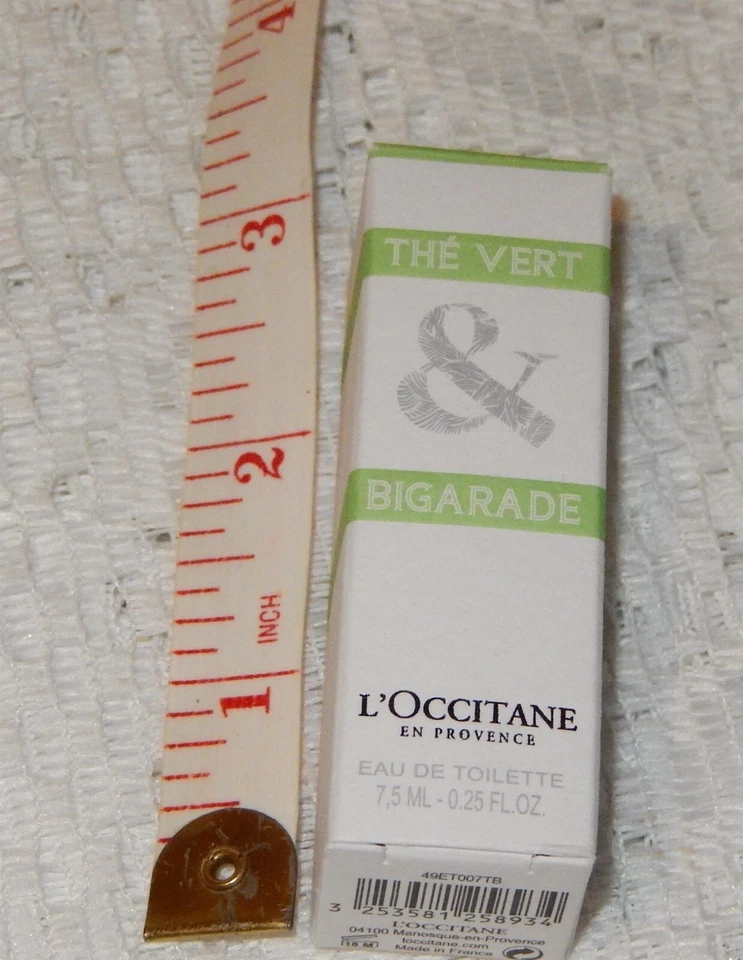 4
3
2
INCH
1
THÉ VERT
&
BIGARADE
L'OCCITANE
EN PROVENCE
EAU DE TOILETTE
7,5 ML - 0.25 FL.OZ.
49ET007TB
3 253581 258934
L'OCCITANE
04100 Manosque-en-Provence
loccitane.com
18 M
Made in France